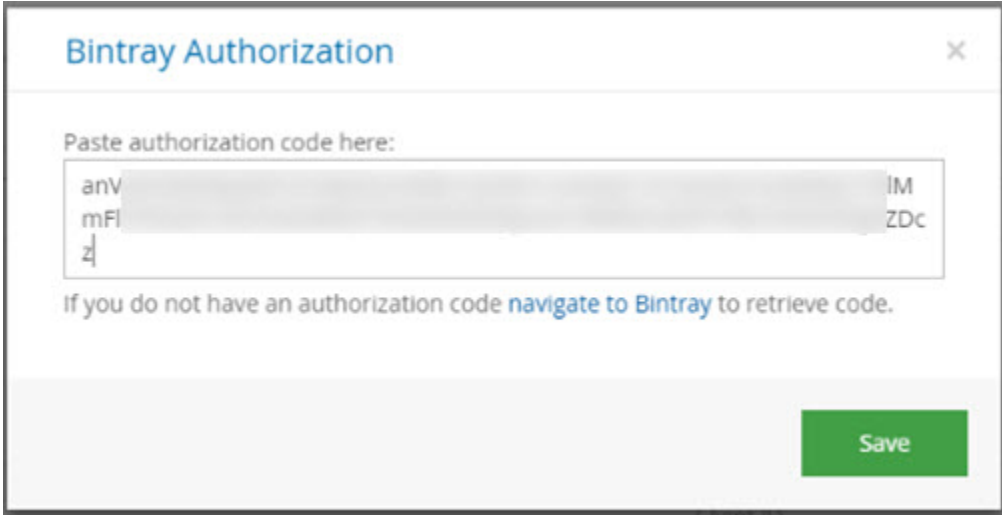 Bintray Authorization
Paste authorization code here:
anV lM
mFl ZDc
z
If you do not have an authorization code navigate to Bintray to retrieve code.
Save